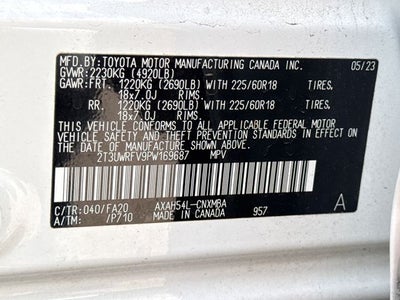 MFD.BY: TOYOTA MOTOR MANUFACTURING CANADA INC. 05/23
GVWR: 2230KG (4920LB)
GAWR: FRT. 1220KG (2690LB) WITH 225/60R18 TIRES.
18x7.0J RIMS.
RR. 1220KG (2690LB) WITH 225/60R18 TIRES.
18x7.0J RIMS.
THIS VEHICLE CONFORMS TO ALL APPLICABLE FEDERAL MOTOR
VEHICLE SAFETY AND THEFT PREVENTION STANDARDS IN EFFECT ON
THE DATE OF MANUFACTURE SHOWN ABOVE.
2T3UWRFV9PW169687 MPV
C/TR: 040/FA20 AXAH54L-CNXMBA A
A/TM: /P710 MADE IN CANADA 957